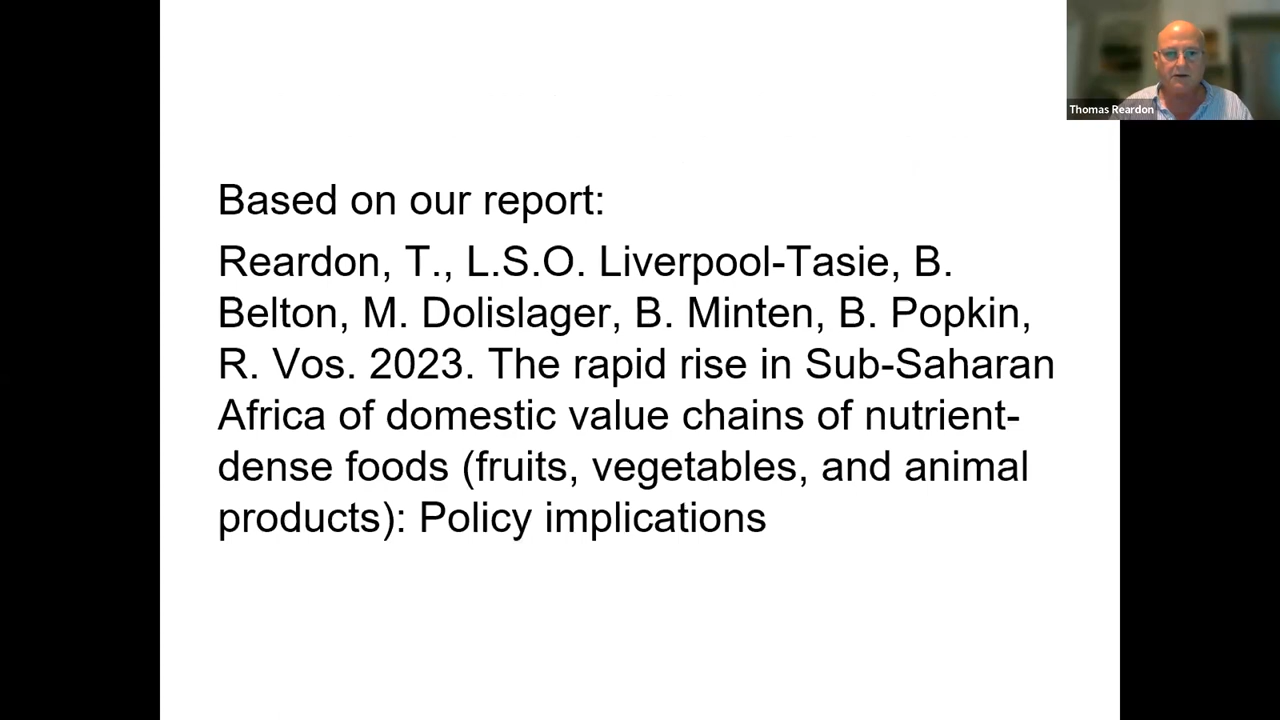 Thomas Reardon
Based on our report:
Reardon, T., L.S.O. Liverpool-Tasie, B.
Belton, M. Dolislager, B. Minten, B. Popkin,
R. Vos. 2023. The rapid rise in Sub-Saharan
Africa of domestic value chains of nutrient-
dense foods (fruits, vegetables, and animal
products): Policy implications